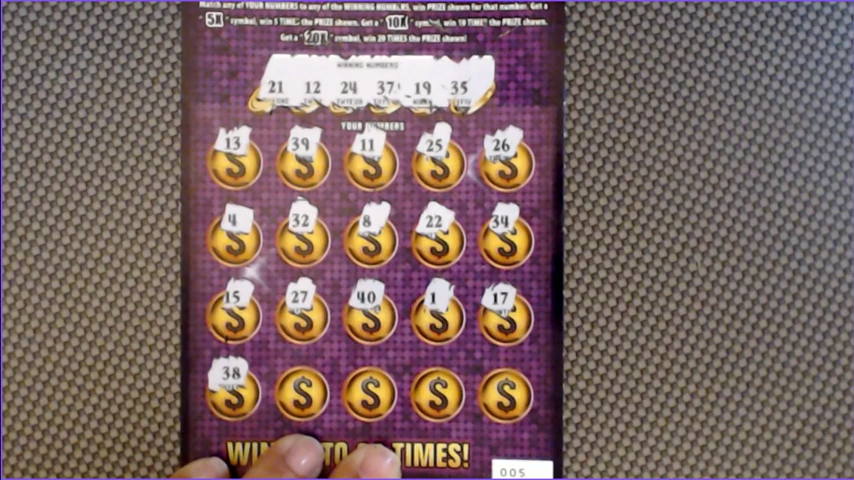 Match any of YOUR NUMBERS to any of the WINNING NUMBERS, win PRIZE shown for that number. Get a
"5X" symbol, win 5 TIMES the PRIZE shown. Get a "10X" symbol, win 10 TIMES the PRIZE shown.
Get a "20X" symbol, win 20 TIMES the PRIZE shown!
WINNING NUMBERS
21 12 24 37 19 35
YOUR NUMBERS
13 39 11 25 26
$ $ $ $ $
4 32 8 22 34
$ $ $ $ $
15 27 40 1 17
$ $ $ $ $
38
$ $ $ $ $
WIN TO TIMES!
005